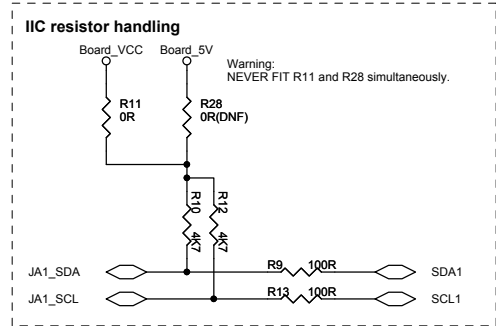 IIC resistor handling
Board_VCC Board_5V
Warning:
NEVER FIT R11 and R28 simultaneously.
R11
0R
R28
0R(DNF)
R10
4K7
R12
4K7
JA1_SDA R9 100R SDA1
JA1_SCL R13 100R SCL1